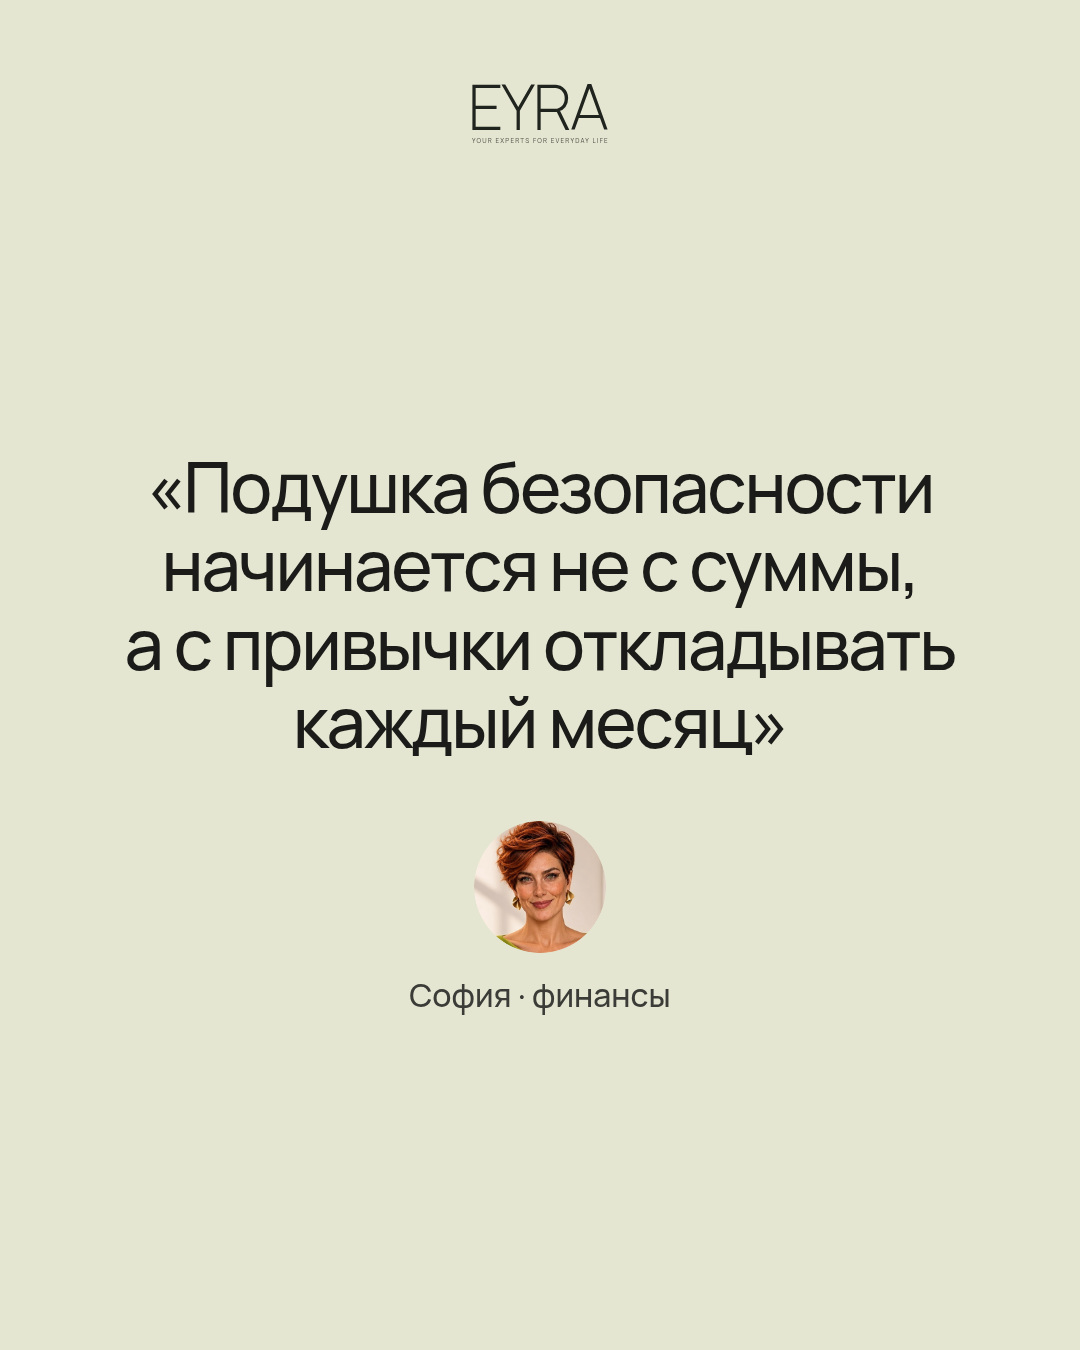 EYRA
YOUR EXPERTS FOR EVERYDAY LIFE
«Подушка безопасности
начинается не с суммы,
а с привычки откладывать
каждый месяц»
София · финансы